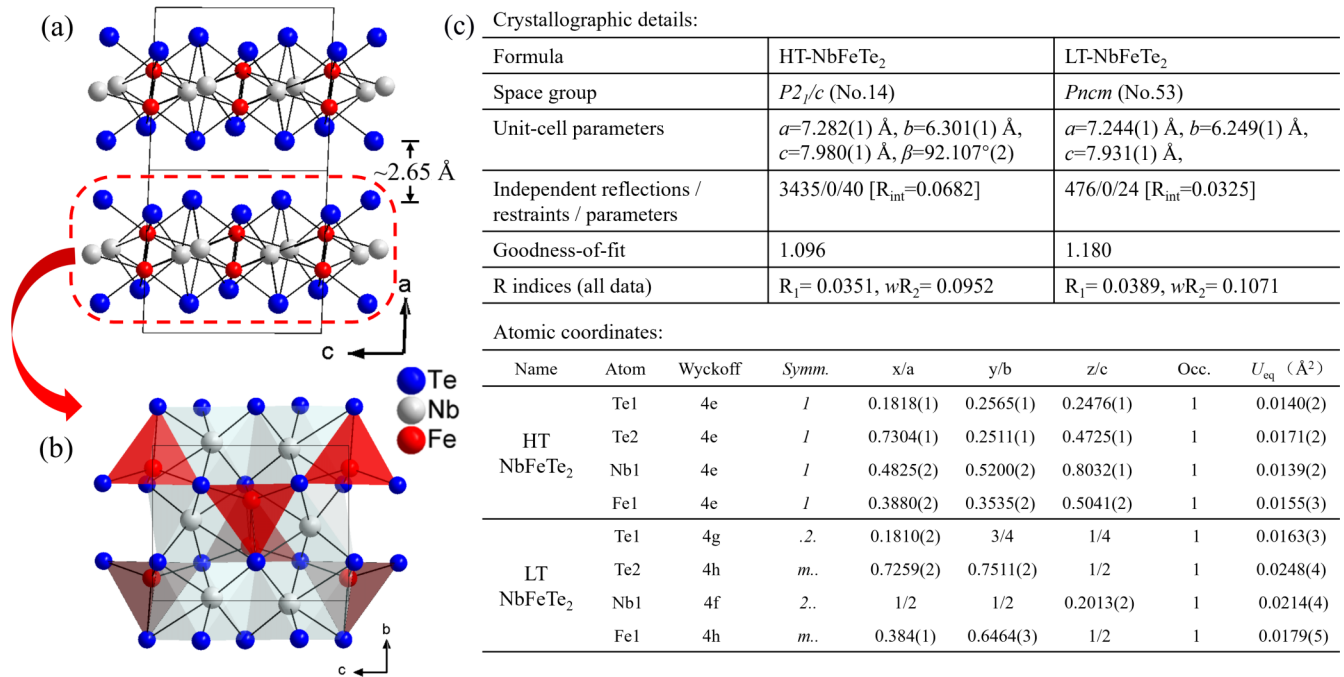 (a)
~2.65 Å
a
c
Te
Nb
Fe
(b)
b
c
(c)
Crystallographic details:
Formula HT-NbFeTe₂ LT-NbFeTe₂
Space group P2₁/c (No.14) Pncm (No.53)
Unit-cell parameters a=7.282(1) Å, b=6.301(1) Å, a=7.244(1) Å, b=6.249(1) Å,
c=7.980(1) Å, β=92.107°(2) c=7.931(1) Å,
Independent reflections / 3435/0/40 [Rint=0.0682] 476/0/24 [Rint=0.0325]
restraints / parameters
Goodness-of-fit 1.096 1.180
R indices (all data) R₁= 0.0351, wR₂= 0.0952 R₁= 0.0389, wR₂= 0.1071
Atomic coordinates:
Name Atom Wyckoff Symm. x/a y/b z/c Occ. Ueq (Å²)
HT
NbFeTe₂
Te1 4e 1 0.1818(1) 0.2565(1) 0.2476(1) 1 0.0140(2)
Te2 4e 1 0.7304(1) 0.2511(1) 0.4725(1) 1 0.0171(2)
Nb1 4e 1 0.4825(2) 0.5200(2) 0.8032(1) 1 0.0139(2)
Fe1 4e 1 0.3880(2) 0.3535(2) 0.5041(2) 1 0.0155(3)
LT
NbFeTe₂
Te1 4g .2. 0.1810(2) 3/4 1/4 1 0.0163(3)
Te2 4h m.. 0.7259(2) 0.7511(2) 1/2 1 0.0248(4)
Nb1 4f 2.. 1/2 1/2 0.2013(2) 1 0.0214(4)
Fe1 4h m.. 0.384(1) 0.6464(3) 1/2 1 0.0179(5)